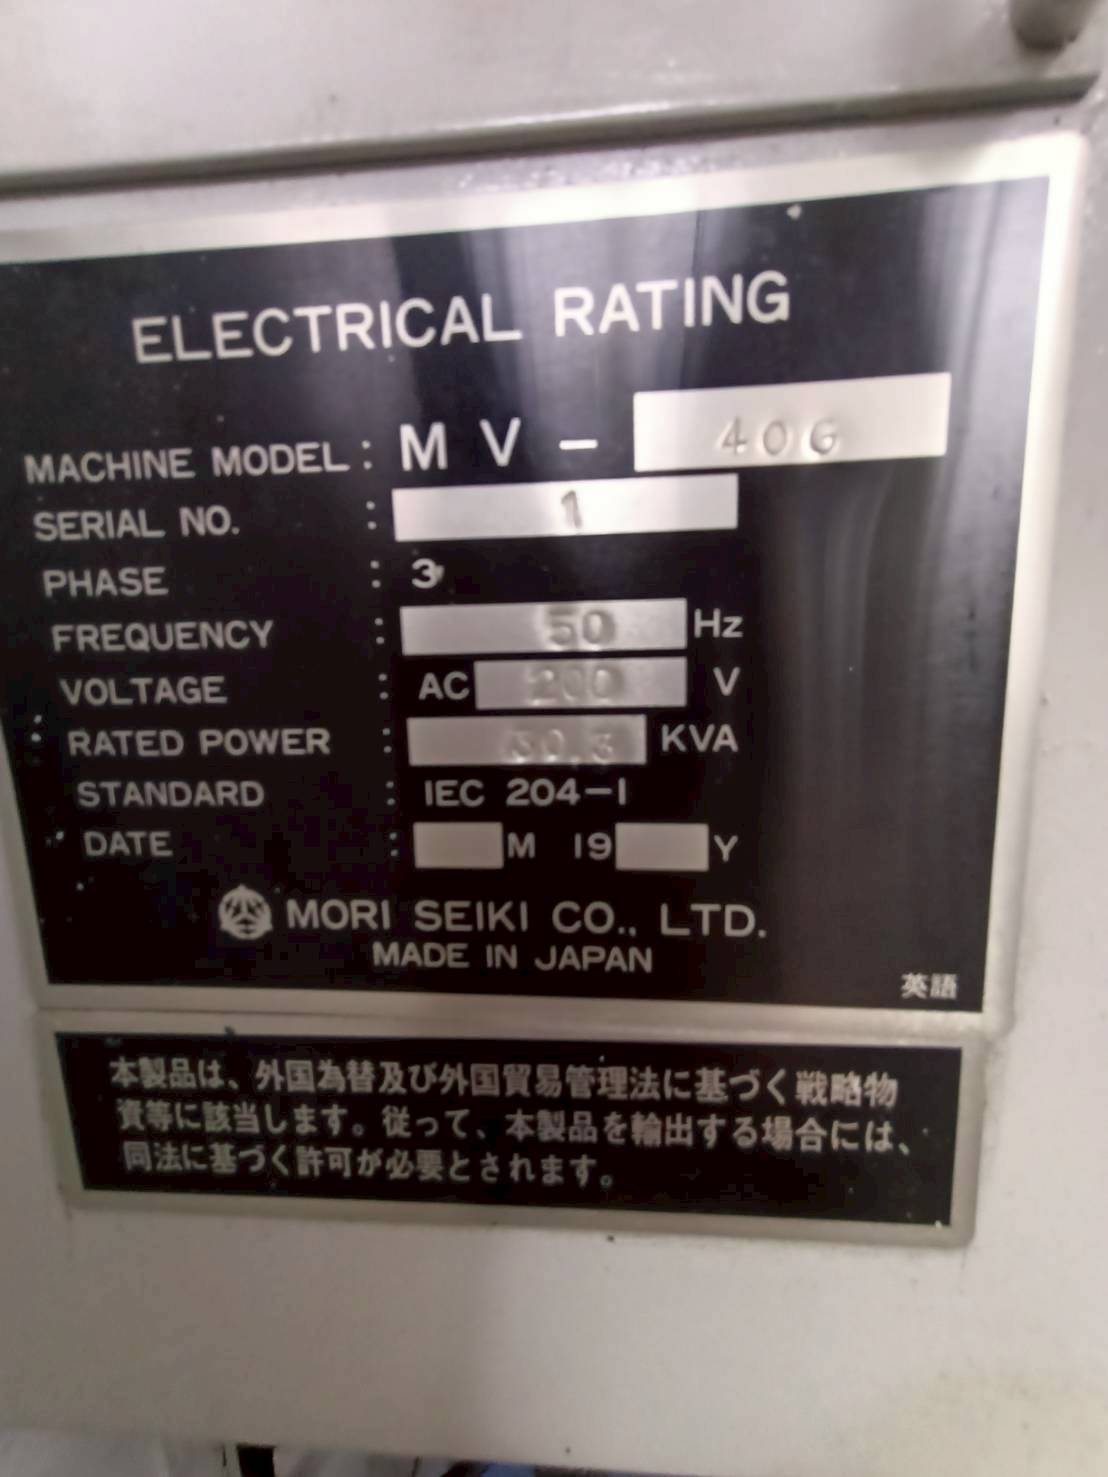 ELECTRICAL RATING
MACHINE MODEL : MV - 40G
SERIAL NO. : 1
PHASE : 3
FREQUENCY : 50 Hz
VOLTAGE : AC 200 V
RATED POWER : 30.3 KVA
STANDARD : IEC 204-1
DATE : M 19 Y
MORI SEIKI CO., LTD.
MADE IN JAPAN
英語
本製品は、外国為替及び外国貿易管理法に基づく戦略物
資等に該当します。従って、本製品を輸出する場合には、
同法に基づく許可が必要とされます。